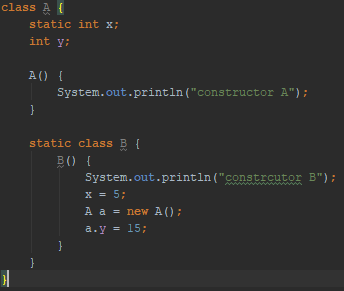 class A {
    static int x;
    int y;

    A() {
        System.out.println("constructor A");
    }

    static class B {
        B() {
            System.out.println("constrcutor B");
            x = 5;
            A a = new A();
            a.y = 15;
        }
    }
}